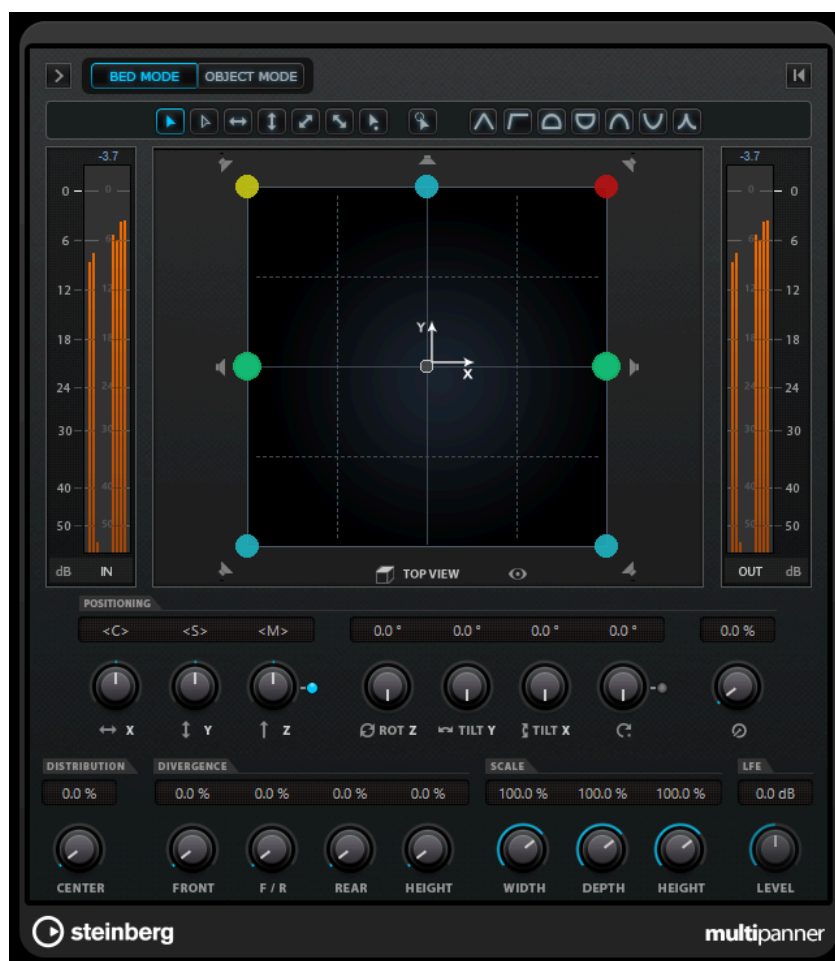 BED MODE OBJECT MODE
-3.7 -3.7
0 0 0 0
6 6 6 6
12 12 12 12
18 18 18 18
24 24 24 24
30 30 30 30
40 40 40 40
50 50 50 50
Y
X
dB IN TOP VIEW OUT dB
POSITIONING
<C> <S> <M> 0.0 ° 0.0 ° 0.0 ° 0.0 ° 0.0 %
X Y Z ROT Z TILT Y TILT X
DISTRIBUTION DIVERGENCE SCALE LFE
0.0 % 0.0 % 0.0 % 0.0 % 0.0 % 100.0 % 100.0 % 100.0 % 0.0 dB
CENTER FRONT F / R REAR HEIGHT WIDTH DEPTH HEIGHT LEVEL
steinberg multipanner